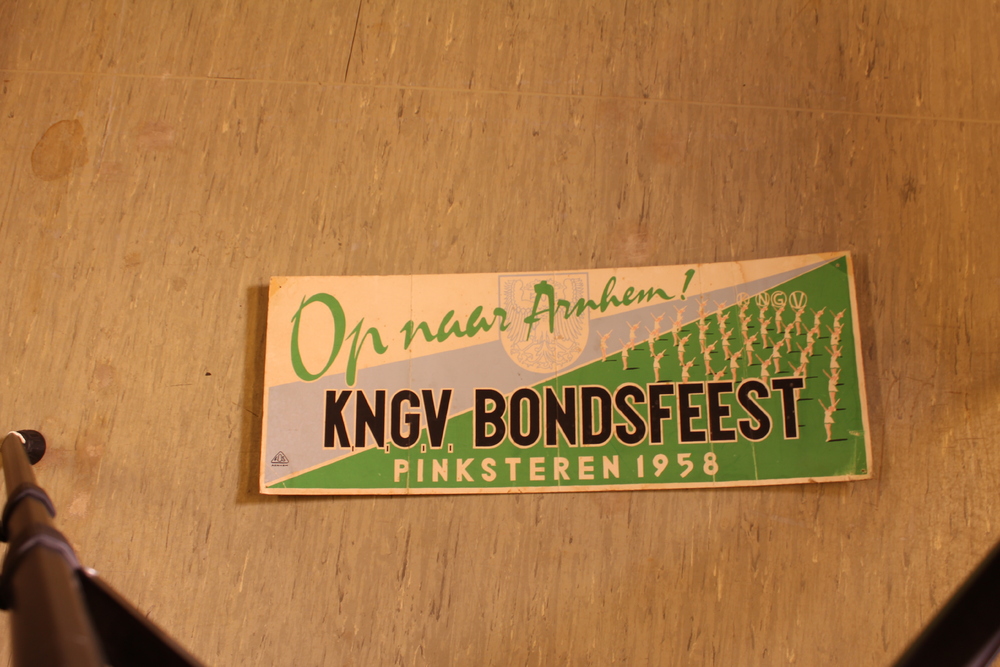 Op naar Arnhem!
KNGV
K.N.G.V. BONDSFEEST
PINKSTEREN 1958